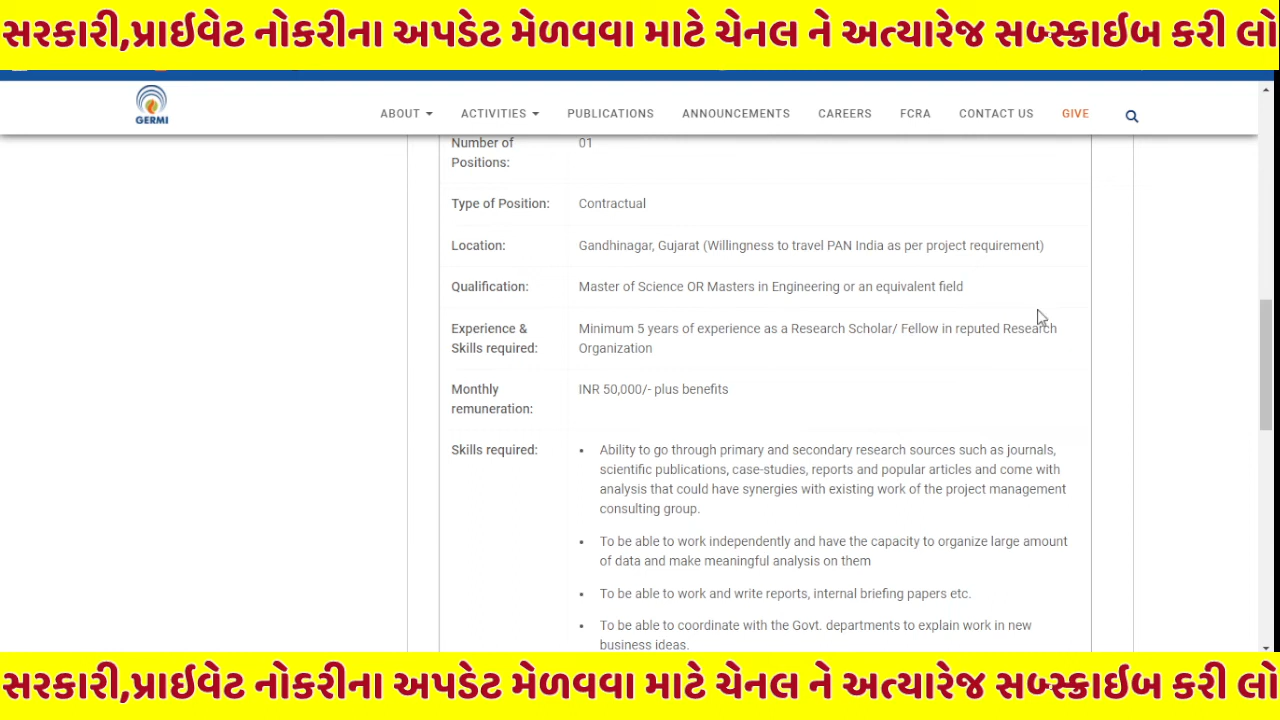 સરકારી,પ્રાઇવેટ નોકરીના અપડેટ મેળવવા માટે ચેનલ ને અત્યારેજ સબ્સ્ક્રાઇબ કરી લો
GERMI
ABOUT ACTIVITIES PUBLICATIONS ANNOUNCEMENTS CAREERS FCRA CONTACT US GIVE
Number of 01
Positions:
Type of Position: Contractual
Location: Gandhinagar, Gujarat (Willingness to travel PAN India as per project requirement)
Qualification: Master of Science OR Masters in Engineering or an equivalent field
Experience & Minimum 5 years of experience as a Research Scholar/ Fellow in reputed Research
Skills required: Organization
Monthly INR 50,000/- plus benefits
remuneration:
Skills required: ▪ Ability to go through primary and secondary research sources such as journals,
scientific publications, case-studies, reports and popular articles and come with
analysis that could have synergies with existing work of the project management
consulting group.
▪ To be able to work independently and have the capacity to organize large amount
of data and make meaningful analysis on them
▪ To be able to work and write reports, internal briefing papers etc.
▪ To be able to coordinate with the Govt. departments to explain work in new
business ideas.
સરકારી,પ્રાઇવેટ નોકરીના અપડેટ મેળવવા માટે ચેનલ ને અત્યારેજ સબ્સ્ક્રાઇબ કરી લો